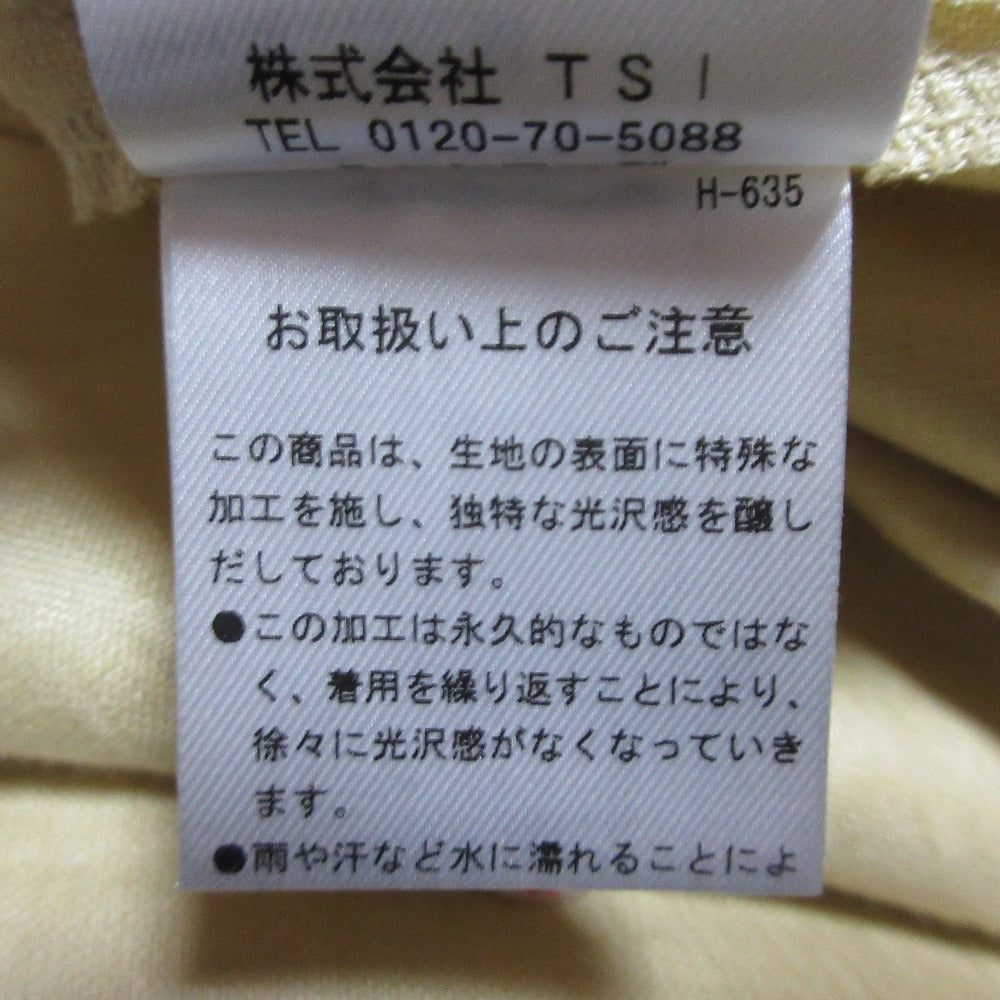 株式会社 ＴＳＩ
TEL 0120-70-5088
H-635
お取扱い上のご注意
この商品は、生地の表面に特殊な
加工を施し、独特な光沢感を醸し
だしております。
●この加工は永久的なものではな
く、着用を繰り返すことにより、
徐々に光沢感がなくなっていき
ます。
●雨や汗など水に濡れることによ